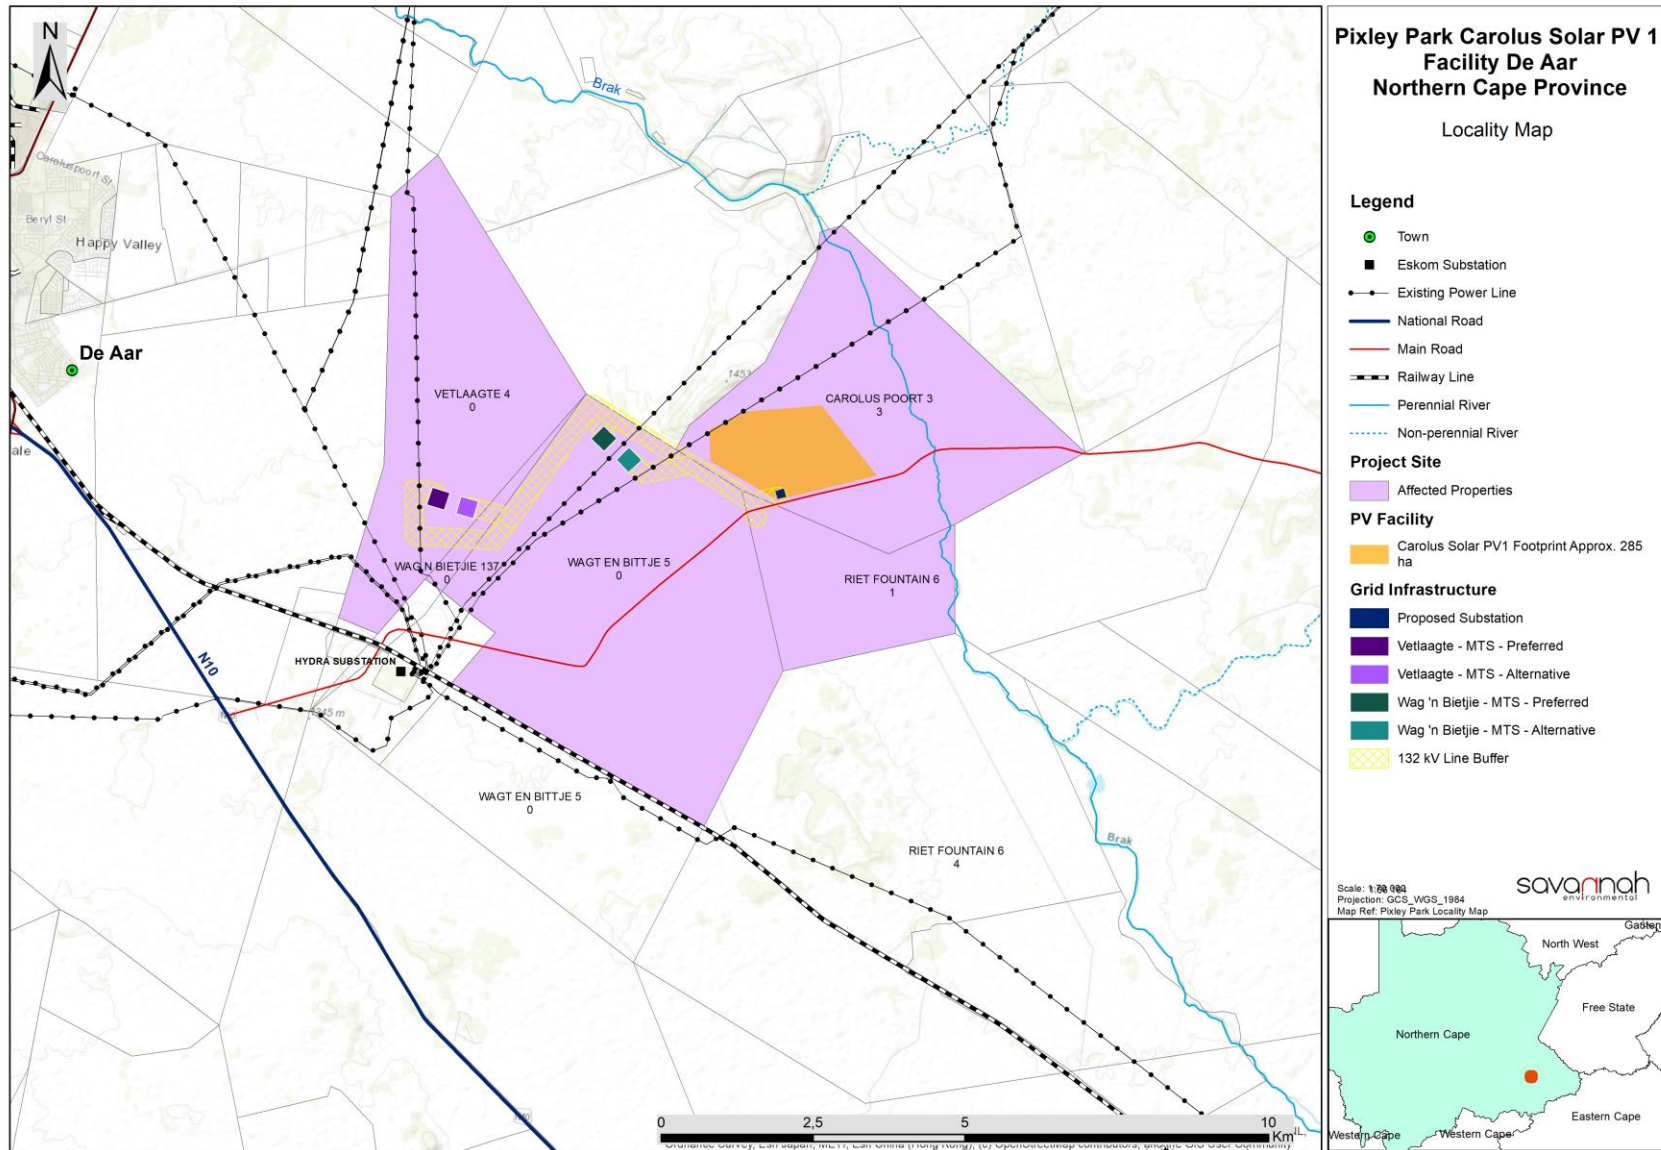 N
Brak
Caroluspoort St
Beryl St
Happy Valley
De Aar
ale
1453
VETLAAGTE 4
0
CAROLUS POORT 3
3
WAG N BIETJIE 137
0
WAGT EN BITTJE 5
0
RIET FOUNTAIN 6
1
HYDRA SUBSTATION
N10
1345 m
WAGT EN BITTJE 5
0
RIET FOUNTAIN 6
4
Brak
0
2,5
5
10
Km
Pixley Park Carolus Solar PV 1
Facility De Aar
Northern Cape Province
Locality Map
Legend
Town
Eskom Substation
Existing Power Line
National Road
Main Road
Railway Line
Perennial River
Non-perennial River
Project Site
Affected Properties
PV Facility
Carolus Solar PV1 Footprint Approx. 285
ha
Grid Infrastructure
Proposed Substation
Vetlaagte - MTS - Preferred
Vetlaagte - MTS - Alternative
Wag 'n Bietjie - MTS - Preferred
Wag 'n Bietjie - MTS - Alternative
132 kV Line Buffer
Scale:
Projection: GCS_WGS_1984
Map Ref: Pixley Park Locality Map
savannah
environmental
North West
Free State
Northern Cape
Eastern Cape
Western Cape
Western Cape